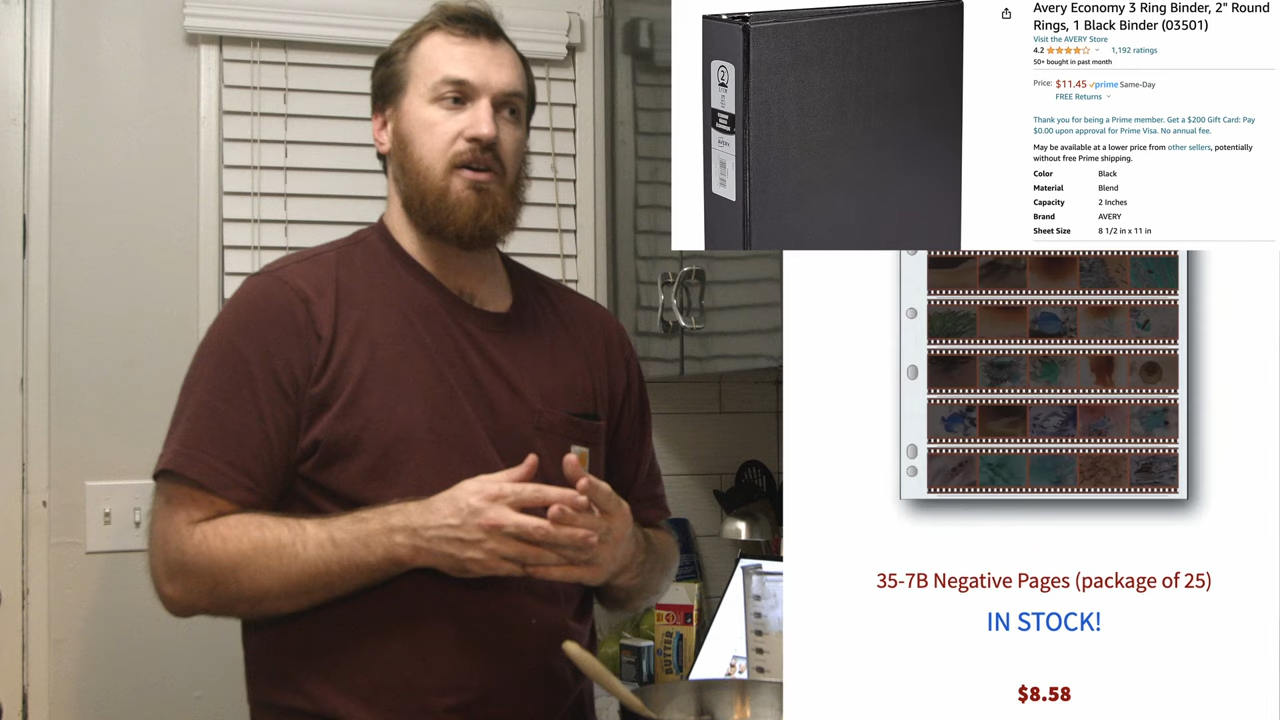 Avery Economy 3 Ring Binder, 2" Round
Rings, 1 Black Binder (03501)
Visit the AVERY Store
4.2
1,192 ratings
50+ bought in past month
Price: $11.45 prime Same-Day
FREE Returns
Thank you for being a Prime member. Get a $200 Gift Card: Pay
$0.00 upon approval for Prime Visa. No annual fee.
May be available at a lower price from other sellers, potentially
without free Prime shipping.
Color Black
Material Blend
Capacity 2 Inches
Brand AVERY
Sheet Size 8 1/2 in x 11 in
2
AVERY
BUTTER
35-7B Negative Pages (package of 25)
IN STOCK!
$8.58